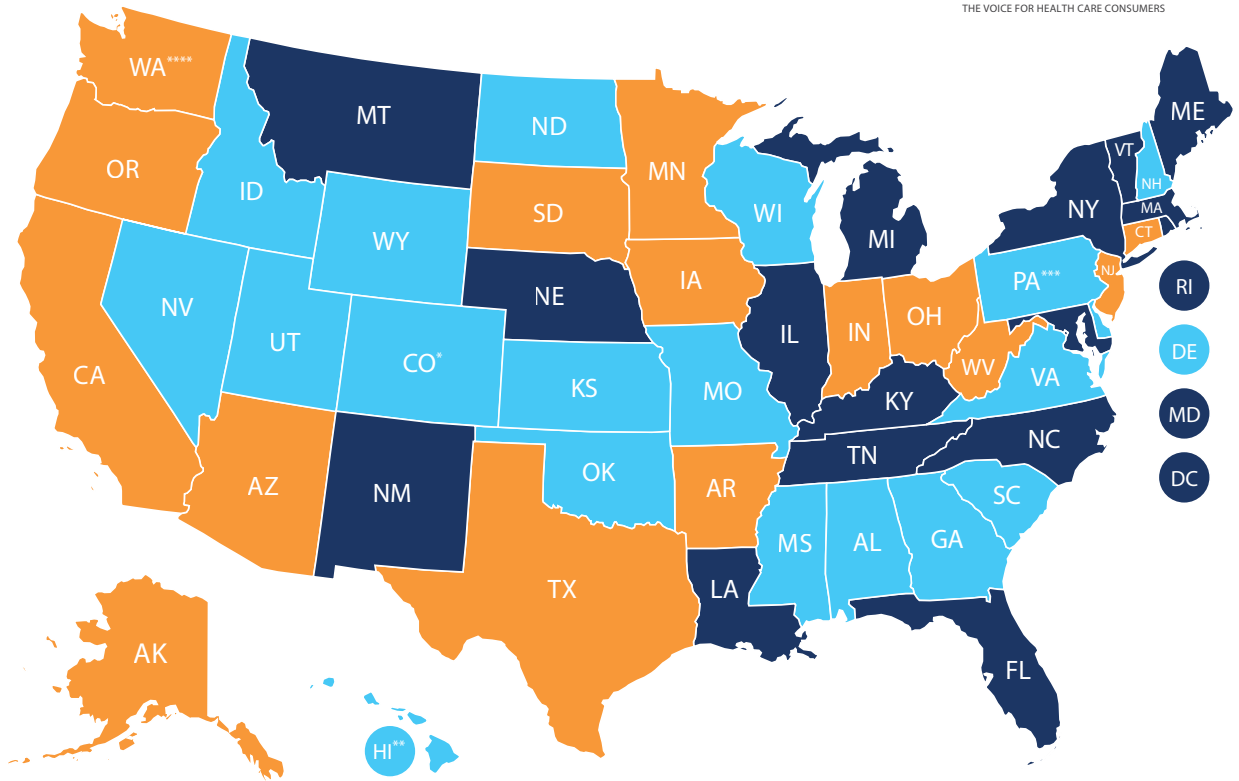 THE VOICE FOR HEALTH CARE CONSUMERS
WA****
MT
ND
MN
ME
VT
OR
ID
SD
WI
NH
MA
NY
MI
CT
WY
IA
PA***
NJ
RI
NE
NV
UT
IL
IN
OH
DE
CO*
WV
CA
KS
MO
VA
KY
MD
NC
TN
AZ
NM
OK
AR
SC
DC
MS
AL
GA
TX
LA
AK
FL
HI**